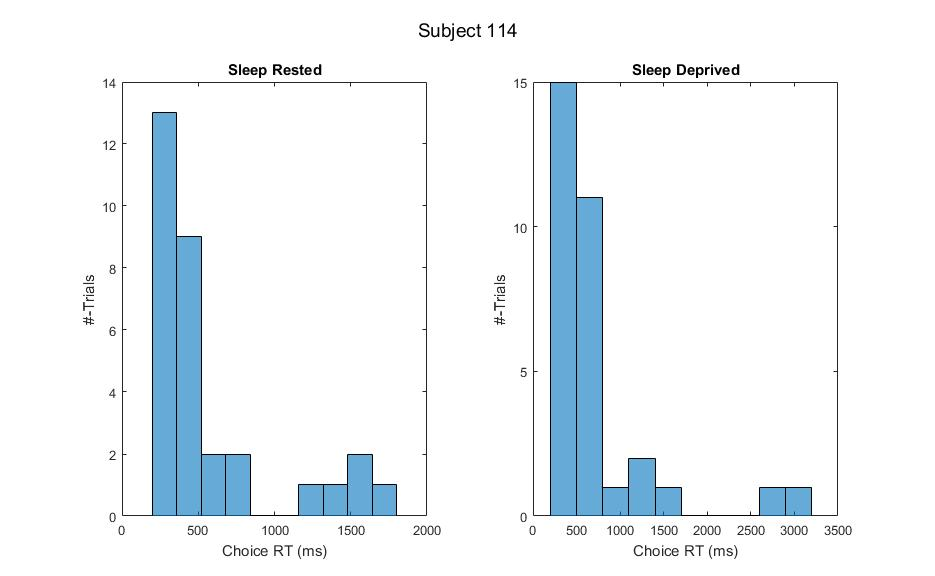 Subject 114
Sleep Rested
14
12
10
8
6
4
2
0
#-Trials
0 500 1000 1500 2000
Choice RT (ms)
Sleep Deprived
15
10
5
0
#-Trials
0 500 1000 1500 2000 2500 3000 3500
Choice RT (ms)